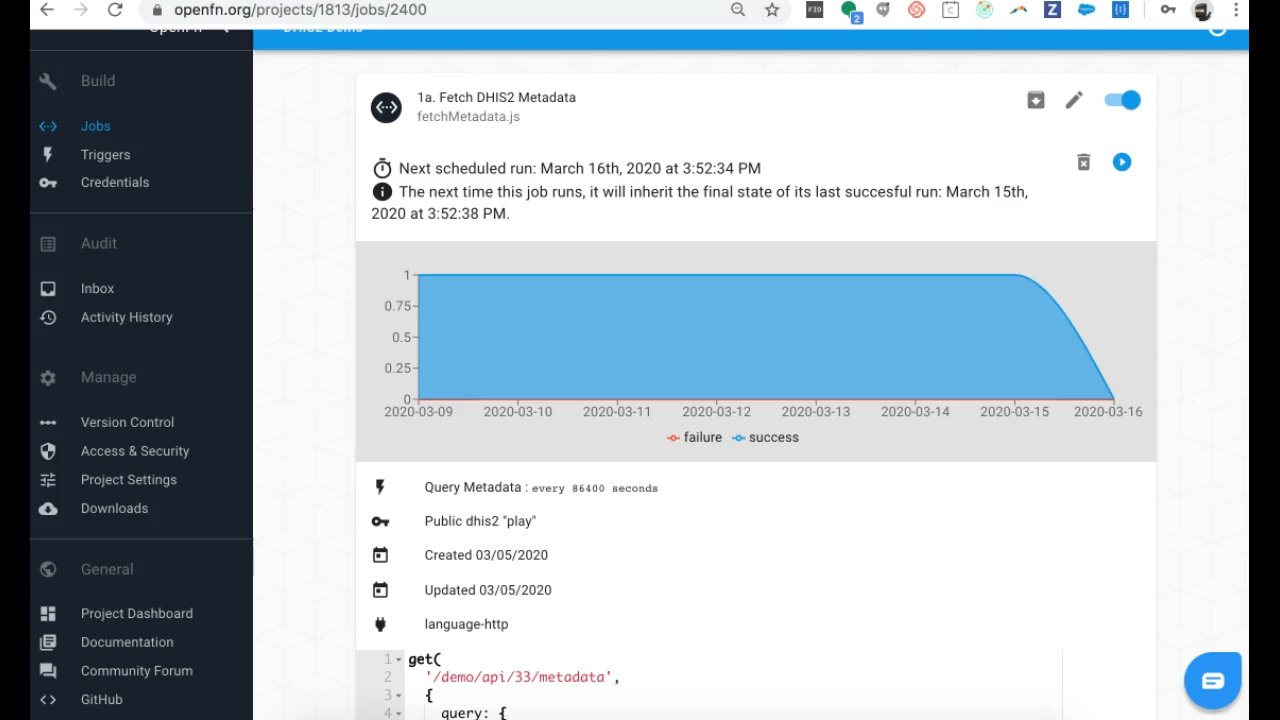 openfn.org/projects/1813/jobs/2400
FIO
2
Z
OpenFn
DHIS2 Demo
Build
Jobs
Triggers
Credentials
Audit
Inbox
Activity History
Manage
Version Control
Access & Security
Project Settings
Downloads
General
Project Dashboard
Documentation
Community Forum
GitHub
1a. Fetch DHIS2 Metadata
fetchMetadata.js
Next scheduled run: March 16th, 2020 at 3:52:34 PM
The next time this job runs, it will inherit the final state of its last succesful run: March 15th,
2020 at 3:52:38 PM.
1
0.75
0.5
0.25
0
2020-03-09 2020-03-10 2020-03-11 2020-03-12 2020-03-13 2020-03-14 2020-03-15 2020-03-16
failure success
Query Metadata : every 86400 seconds
Public dhis2 "play"
Created 03/05/2020
Updated 03/05/2020
language-http
1 get(
2 '/demo/api/33/metadata',
3 {
4 query: {